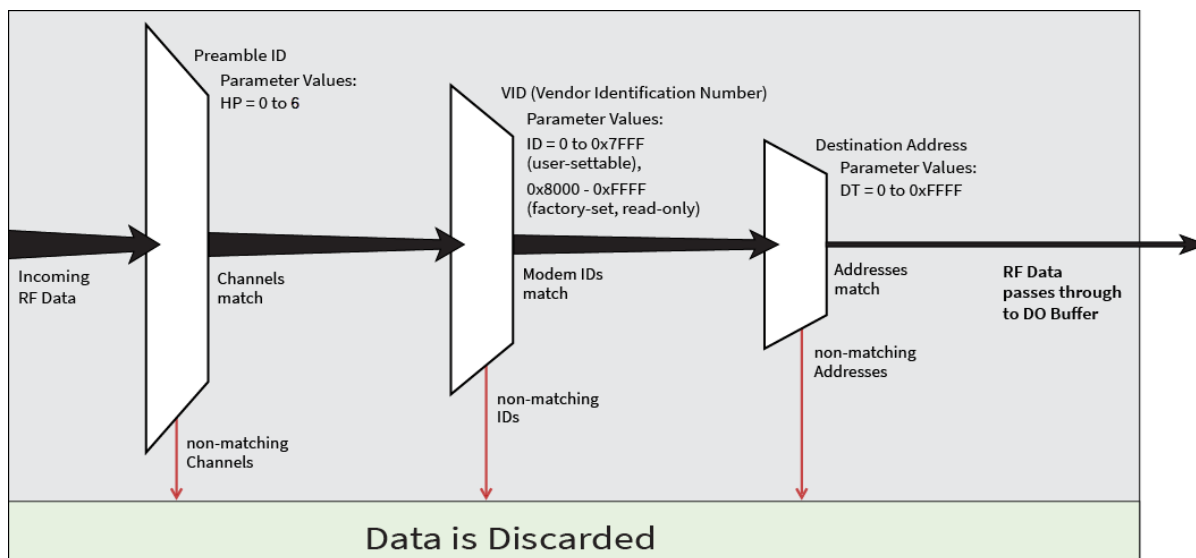 Preamble ID
Parameter Values:
HP = 0 to 6
VID (Vendor Identification Number)
Parameter Values:
ID = 0 to 0x7FFF
(user-settable),
0x8000 - 0xFFFF
(factory-set, read-only)
Destination Address
Parameter Values:
DT = 0 to 0xFFFF
Incoming
RF Data
Channels
match
Modem IDs
match
Addresses
match
RF Data
passes through
to DO Buffer
non-matching
Channels
non-matching
IDs
non-matching
Addresses
Data is Discarded